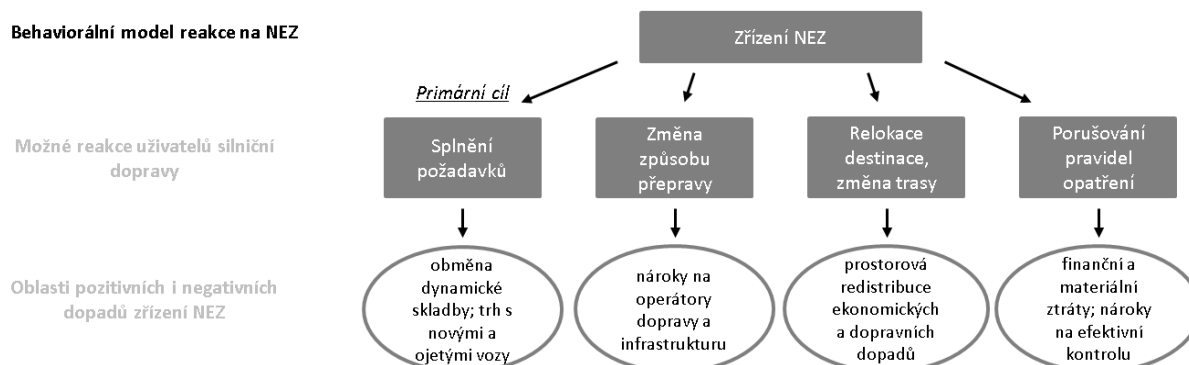 Behaviorální model reakce na NEZ
Zřízení NEZ
Primární cíl
Možné reakce uživatelů silniční
dopravy
Splnění
požadavků
Změna
způsobu
přepravy
Relokace
destinace,
změna trasy
Porušování
pravidel
opatření
Oblasti pozitivních i negativních
dopadů zřízení NEZ
obměna
dynamické
skladby; trh s
novými a
ojetými vozy
nároky na
operátory
dopravy a
infrastrukturu
prostorová
redistribuce
ekonomických
a dopravních
dopadů
finanční a
materiální
ztráty; nároky
na efektivní
kontrolu